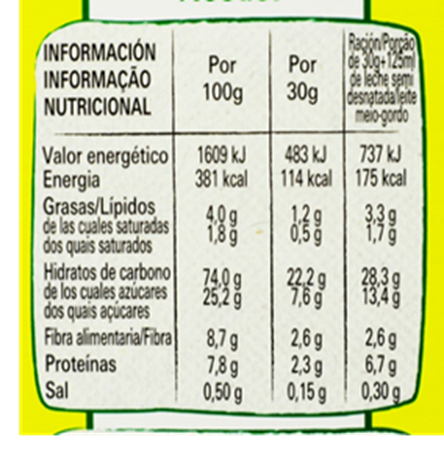 INFORMACIÓN
INFORMAÇÃO
NUTRICIONAL
Por
100g
Por
30g
Ración/Porção
de 30g+125ml
de leche semi
desnatada/leite
meio-gordo
Valor energético 1609 kJ 483 kJ 737 kJ
Energia 381 kcal 114 kcal 175 kcal
Grasas/Lípidos 4,0 g 1,2 g 3,3 g
de las cuales saturadas 1,8 g 0,5 g 1,7 g
dos quais saturados
Hidratos de carbono 74,0 g 22,2 g 28,3 g
de los cuales azúcares 25,2 g 7,6 g 13,4 g
dos quais açúcares
Fibra alimentaria/Fibra 8,7 g 2,6 g 2,6 g
Proteínas 7,8 g 2,3 g 6,7 g
Sal 0,50 g 0,15 g 0,30 g